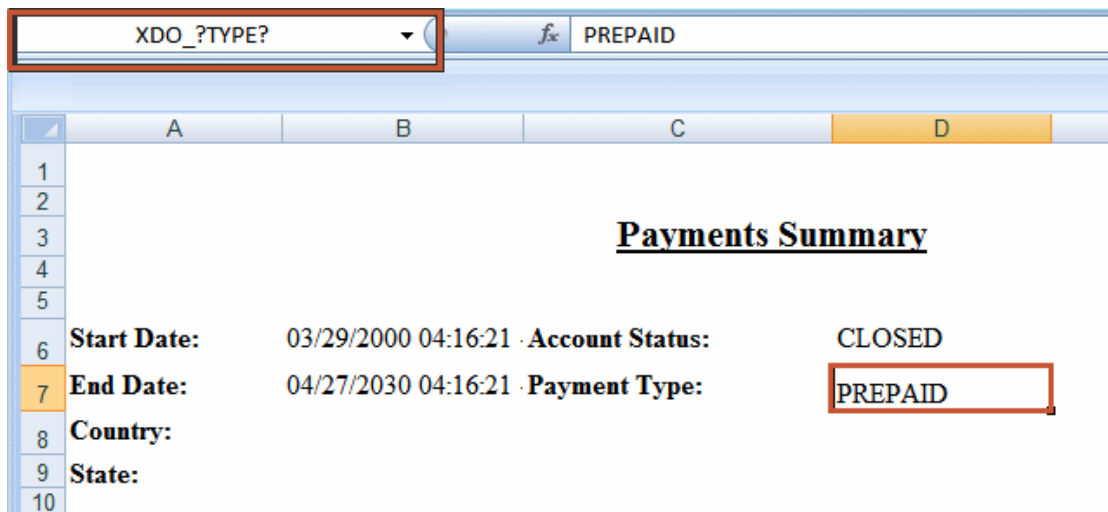 XDO_?TYPE? fx PREPAID
A B C D
1
2
3 Payments Summary
4
5
6 Start Date: 03/29/2000 04:16:21 Account Status: CLOSED
7 End Date: 04/27/2030 04:16:21 Payment Type: PREPAID
8 Country:
9 State:
10